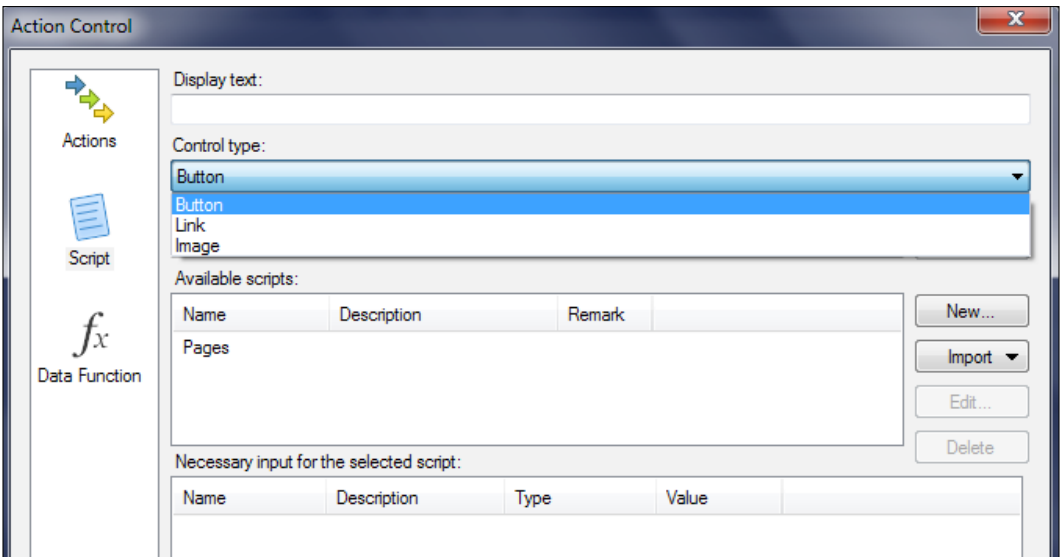 Action Control
x
Actions
Script
fx
Data Function
Display text:
Control type:
Button
Button
Link
Image
Available scripts:
Name Description Remark
Pages
New...
Import
Edit...
Delete
Necessary input for the selected script:
Name Description Type Value